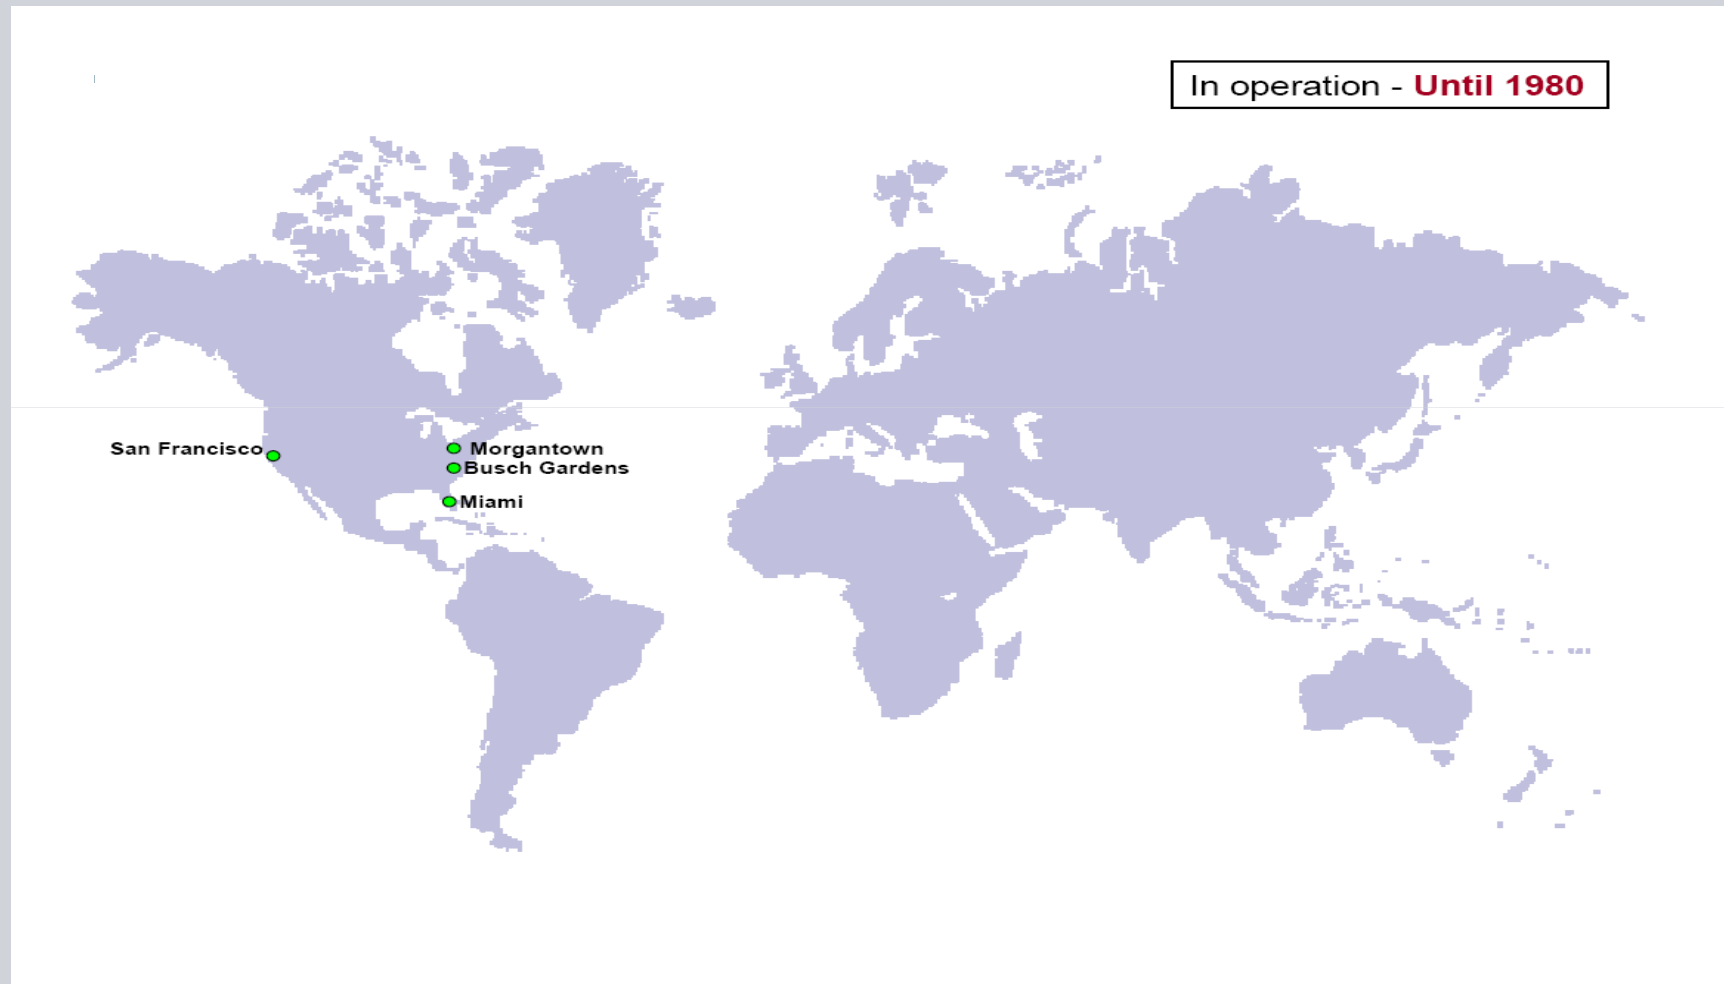 In operation - Until 1980
San Francisco
Morgantown
Busch Gardens
Miami